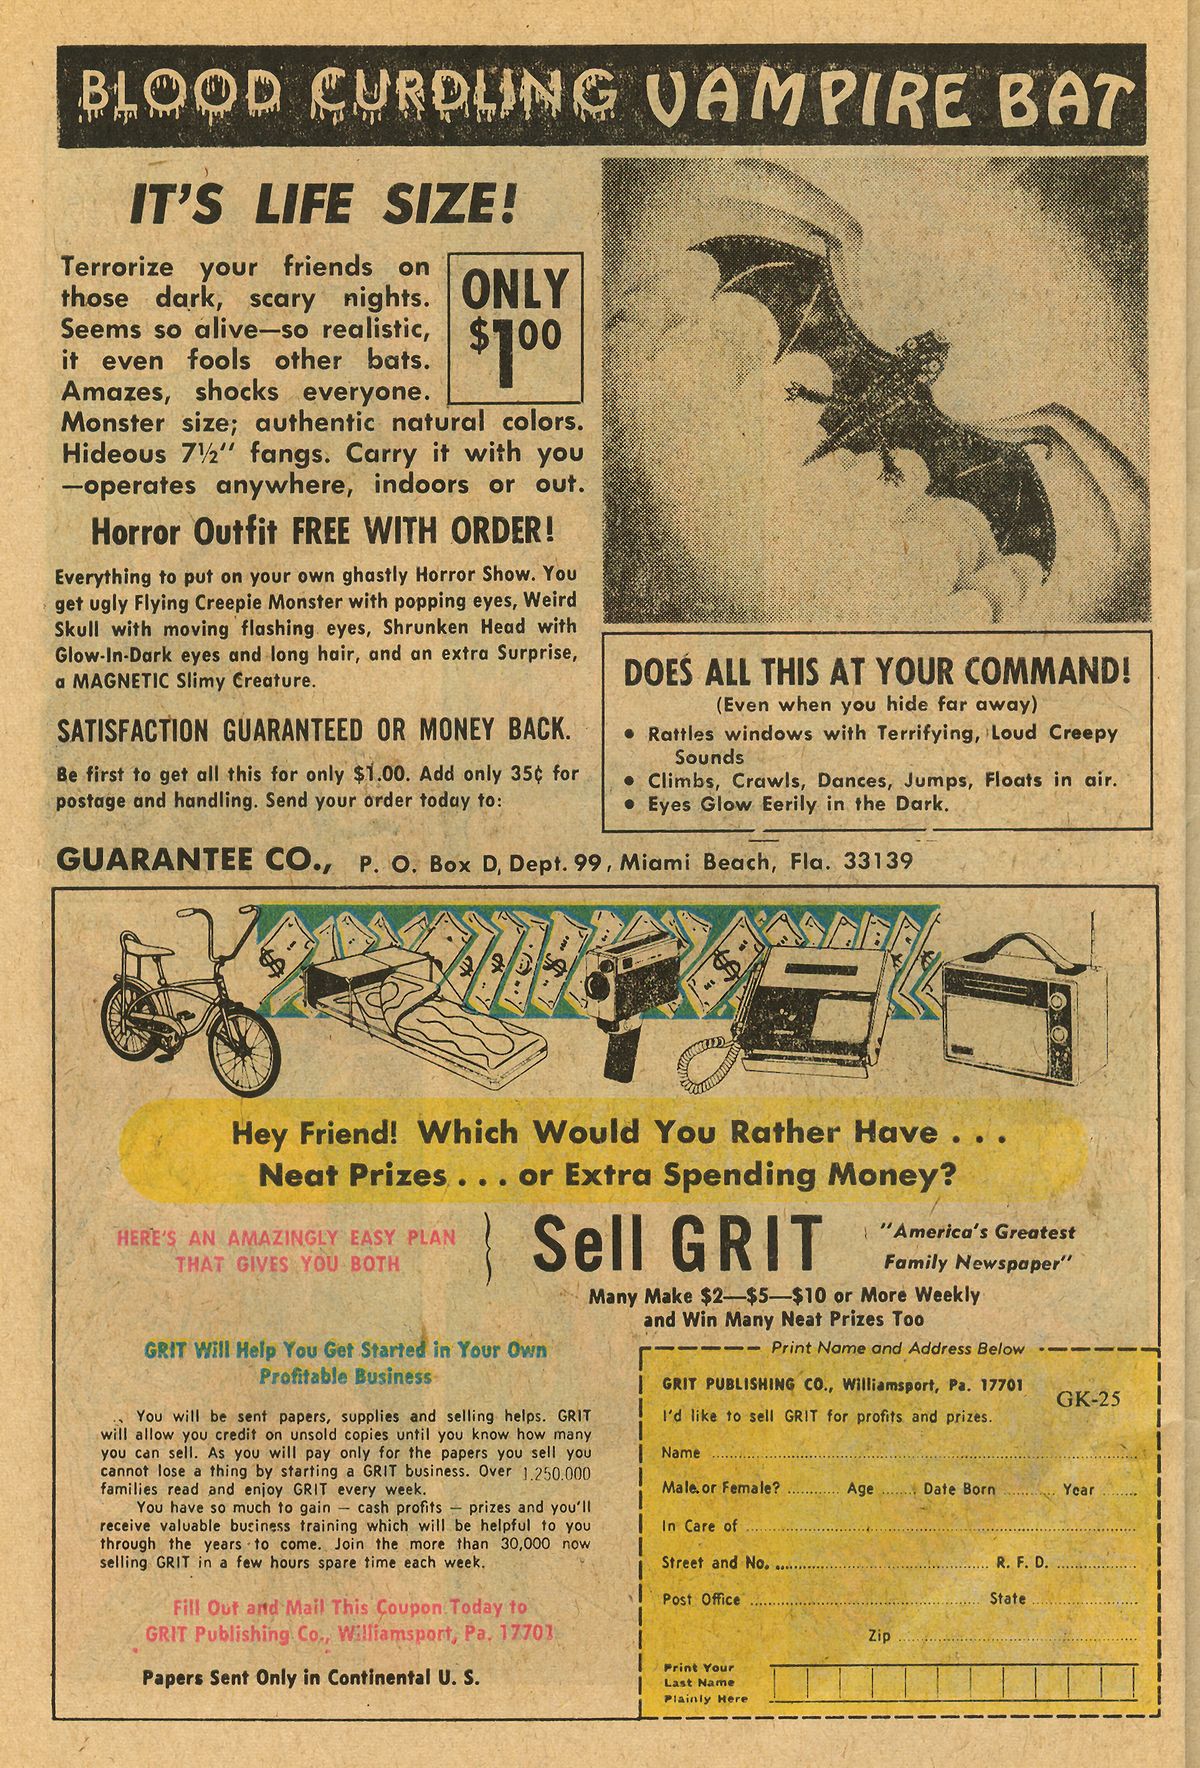 BLOOD CURDLING VAMPIRE BAT
IT'S LIFE SIZE!
Terrorize your friends on
those dark, scary nights.
Seems so alive—so realistic,
it even fools other bats.
Amazes, shocks everyone.
Monster size; authentic natural colors.
Hideous 7½" fangs. Carry it with you
—operates anywhere, indoors or out.
ONLY
$1.00
Horror Outfit FREE WITH ORDER!
Everything to put on your own ghastly Horror Show. You
get ugly Flying Creepie Monster with popping eyes, Weird
Skull with moving flashing eyes, Shrunken Head with
Glow-In-Dark eyes and long hair, and an extra Surprise,
a MAGNETIC Slimy Creature.
SATISFACTION GUARANTEED OR MONEY BACK.
Be first to get all this for only $1.00. Add only 35¢ for
postage and handling. Send your order today to:
DOES ALL THIS AT YOUR COMMAND!
(Even when you hide far away)
• Rattles windows with Terrifying, Loud Creepy
Sounds
• Climbs, Crawls, Dances, Jumps, Floats in air.
• Eyes Glow Eerily in the Dark.
GUARANTEE CO., P. O. Box D, Dept. 99, Miami Beach, Fla. 33139
Hey Friend! Which Would You Rather Have . . .
Neat Prizes . . . or Extra Spending Money?
HERE'S AN AMAZINGLY EASY PLAN
THAT GIVES YOU BOTH
Sell GRIT
"America's Greatest
Family Newspaper"
Many Make $2—$5—$10 or More Weekly
and Win Many Neat Prizes Too
GRIT Will Help You Get Started in Your Own
Profitable Business
You will be sent papers, supplies and selling helps. GRIT
will allow you credit on unsold copies until you know how many
you can sell. As you will pay only for the papers you sell you
cannot lose a thing by starting a GRIT business. Over 1,250,000
families read and enjoy GRIT every week.
You have so much to gain — cash profits — prizes and you'll
receive valuable business training which will be helpful to you
through the years to come. Join the more than 30,000 now
selling GRIT in a few hours spare time each week.
Fill Out and Mail This Coupon Today to
GRIT Publishing Co., Williamsport, Pa. 17701
Papers Sent Only in Continental U. S.
Print Name and Address Below
GRIT PUBLISHING CO., Williamsport, Pa. 17701
GK-25
I'd like to sell GRIT for profits and prizes.
Name
Male or Female? Age Date Born Year
In Care of
Street and No. R. F. D.
Post Office State
Zip
Print Your
Last Name
Plainly Here